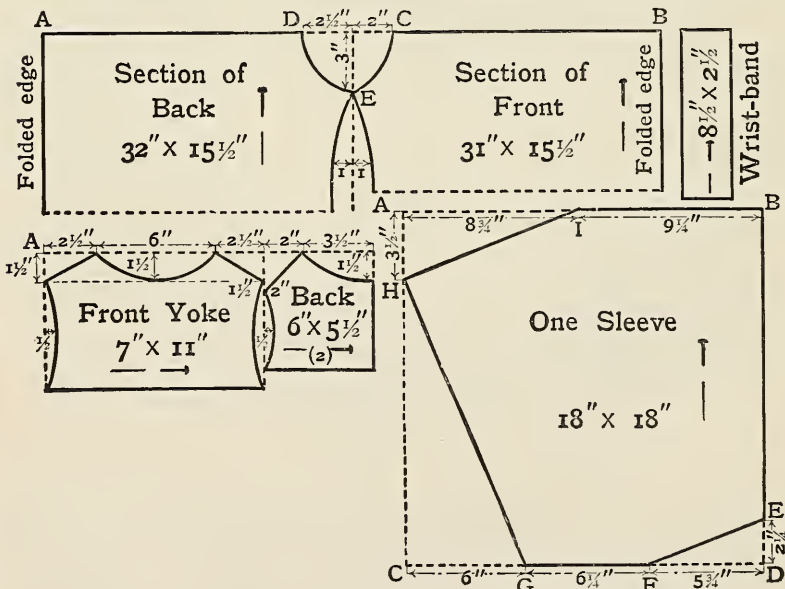 A
D
2½"
2"
C
B
Folded edge
Section of
Back
32" X 15½"
3"
E
1
1
Section of
Front
31" X 15½"
Folded edge
8½" X 2½"
Wrist-band
A
2½"
6"
2½"
2"
3½"
1½"
1½"
1½"
1½"
Front Yoke
7" X 11"
½"
½"
2"
Back
6" X 5½"
(2)
A
8¾"
I
9¼"
B
3½"
H
One Sleeve
18" X 18"
E
2¼"
C
6"
G
6¼"
F
5¾"
D